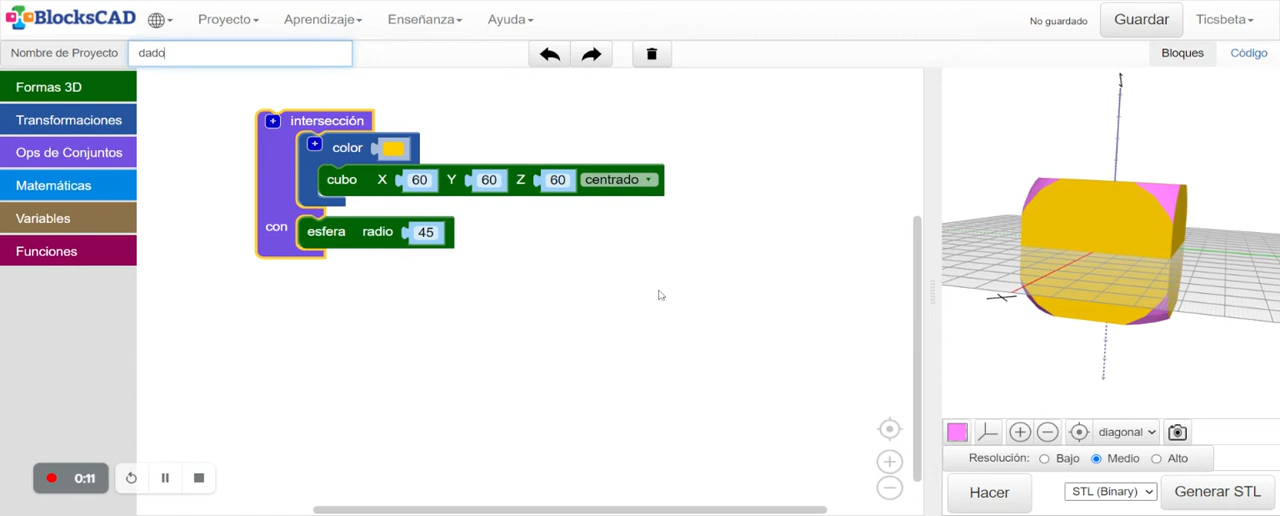 BlocksCAD Proyecto Aprendizaje Enseñanza Ayuda No guardado Guardar Ticsbeta
Nombre de Proyecto dado Bloques Código
Formas 3D
Transformaciones
Ops de Conjuntos
Matemáticas
Variables
Funciones
+ intersección
+ color
cubo X 60 Y 60 Z 60 centrado
con esfera radio 45
diagonal
Resolución: Bajo Medio Alto
0:11
Hacer STL (Binary) Generar STL